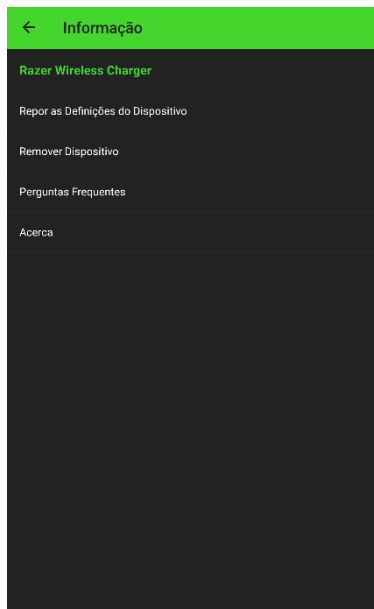 Informação
Razer Wireless Charger
Repor as Definições do Dispositivo
Remover Dispositivo
Perguntas Frequentes
Acerca